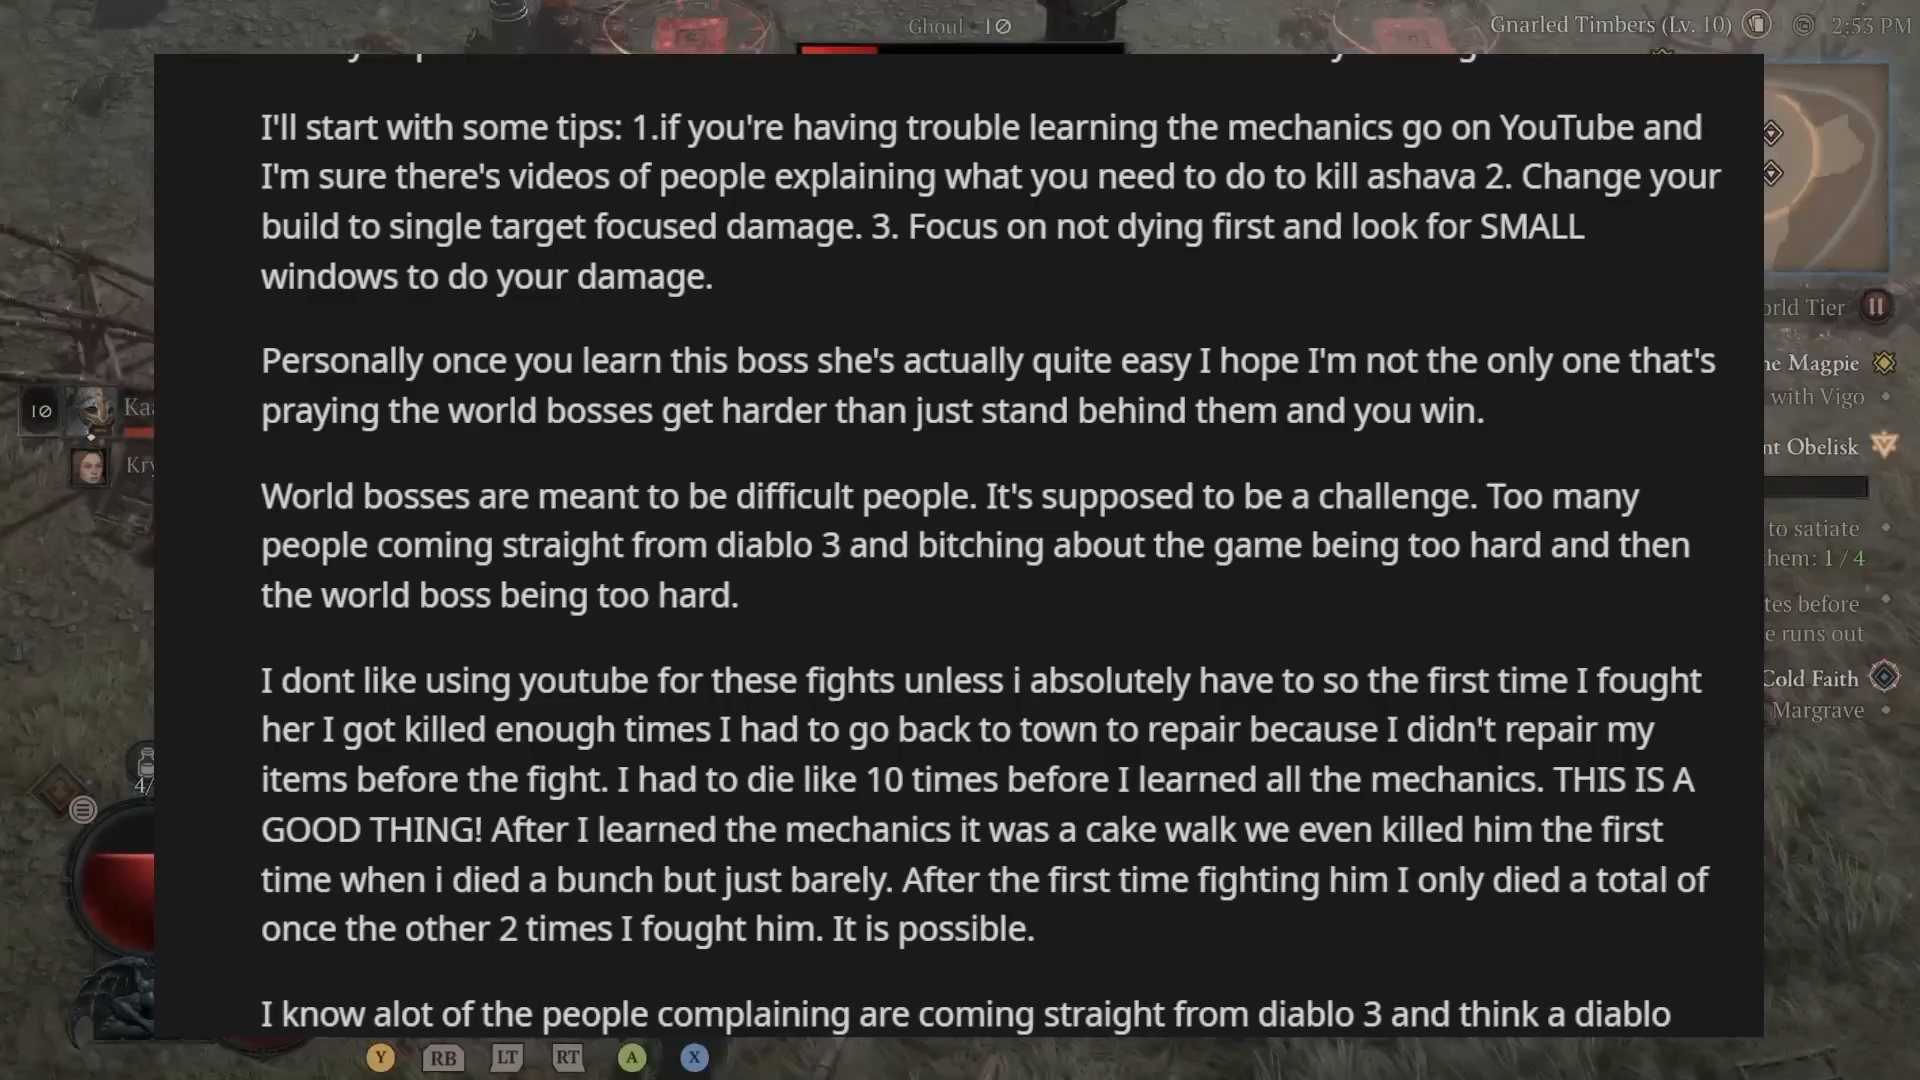 Ghoul - 10
Gnarled Timbers (Lv. 10)
2:53 PM
I'll start with some tips: 1.if you're having trouble learning the mechanics go on YouTube and
I'm sure there's videos of people explaining what you need to do to kill ashava 2. Change your
build to single target focused damage. 3. Focus on not dying first and look for SMALL
windows to do your damage.
Personally once you learn this boss she's actually quite easy I hope I'm not the only one that's
praying the world bosses get harder than just stand behind them and you win.
World bosses are meant to be difficult people. It's supposed to be a challenge. Too many
people coming straight from diablo 3 and bitching about the game being too hard and then
the world boss being too hard.
I dont like using youtube for these fights unless i absolutely have to so the first time I fought
her I got killed enough times I had to go back to town to repair because I didn't repair my
items before the fight. I had to die like 10 times before I learned all the mechanics. THIS IS A
GOOD THING! After I learned the mechanics it was a cake walk we even killed him the first
time when i died a bunch but just barely. After the first time fighting him I only died a total of
once the other 2 times I fought him. It is possible.
I know alot of the people complaining are coming straight from diablo 3 and think a diablo
10
Kry
4/
Tier
II
Magpie
with Vigo
Obelisk
to satiate
hem: 1 / 4
tes before
e runs out
Cold Faith
Margrave
Y RB LT RT A X